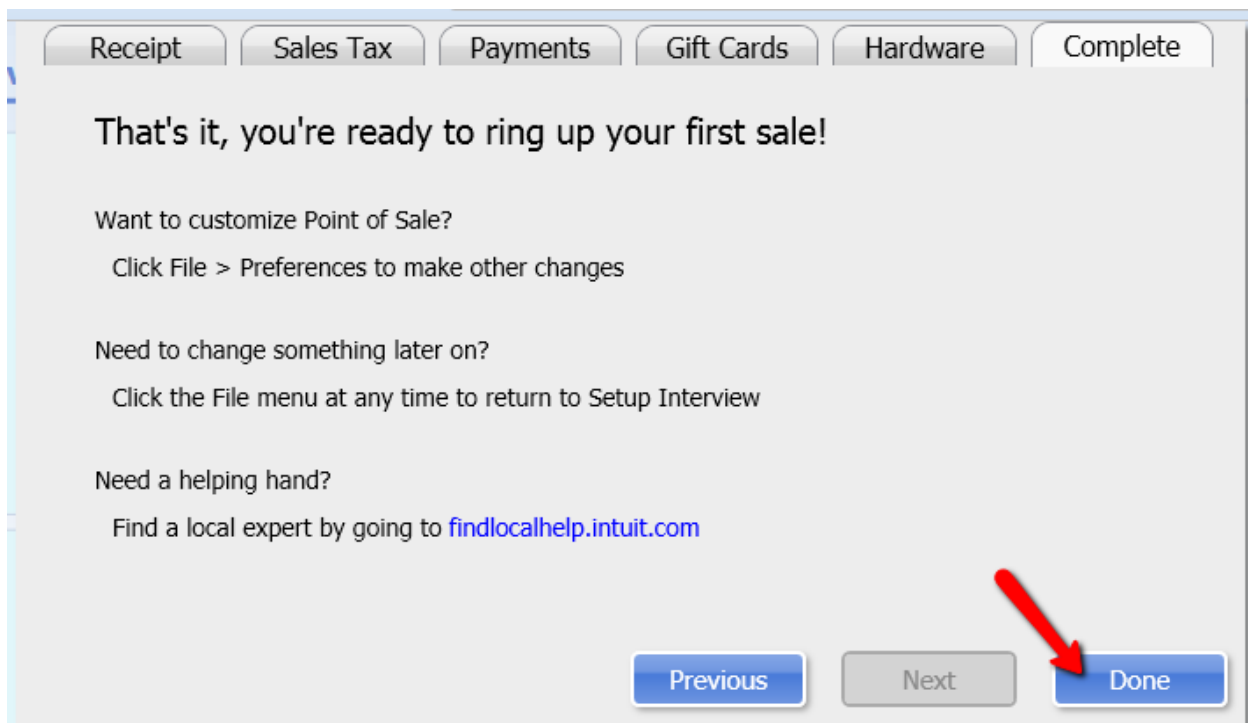 Receipt
Sales Tax
Payments
Gift Cards
Hardware
Complete
That's it, you're ready to ring up your first sale!
Want to customize Point of Sale?
Click File > Preferences to make other changes
Need to change something later on?
Click the File menu at any time to return to Setup Interview
Need a helping hand?
Find a local expert by going to findlocalhelp.intuit.com
Previous
Next
Done